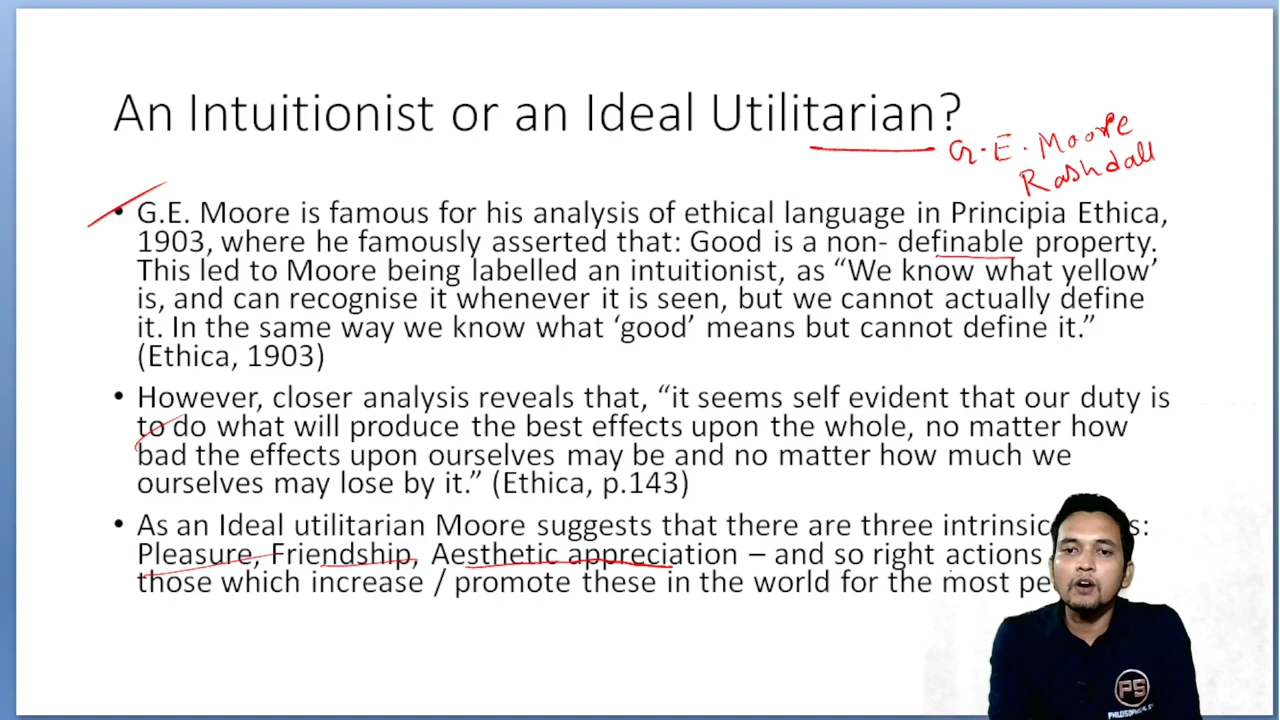 An Intuitionist or an Ideal Utilitarian?
G. E. Moore
Rashdall
• G.E. Moore is famous for his analysis of ethical language in Principia Ethica,
1903, where he famously asserted that: Good is a non- definable property.
This led to Moore being labelled an intuitionist, as “We know what yellow’
is, and can recognise it whenever it is seen, but we cannot actually define
it. In the same way we know what ‘good’ means but cannot define it.”
(Ethica, 1903)
• However, closer analysis reveals that, “it seems self evident that our duty is
to do what will produce the best effects upon the whole, no matter how
bad the effects upon ourselves may be and no matter how much we
ourselves may lose by it.” (Ethica, p.143)
• As an Ideal utilitarian Moore suggests that there are three intrinsic
Pleasure, Friendship, Aesthetic appreciation – and so right actions
those which increase / promote these in the world for the most
PS